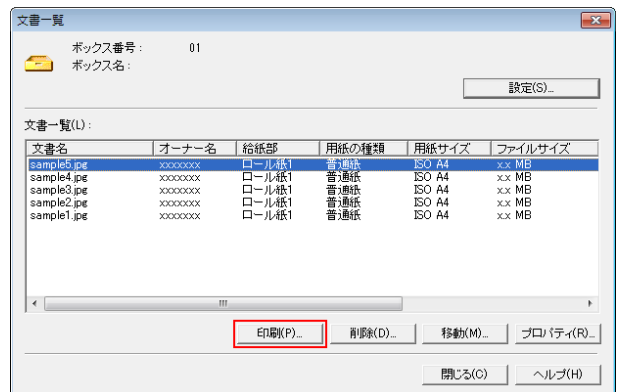 文書一覧
ボックス番号： 01
ボックス名：
設定(S)...
文書一覧(L)：
文書名 オーナー名 給紙部 用紙の種類 用紙サイズ ファイルサイズ
sample5.jpg xxxxxxx ロール紙1 普通紙 ISO A4 x.x MB
sample4.jpg xxxxxxx ロール紙1 普通紙 ISO A4 x.x MB
sample3.jpg xxxxxxx ロール紙1 普通紙 ISO A4 x.x MB
sample2.jpg xxxxxxx ロール紙1 普通紙 ISO A4 x.x MB
sample1.jpg xxxxxxx ロール紙1 普通紙 ISO A4 x.x MB
印刷(P)... 削除(D)... 移動(M)... プロパティ(R)...
閉じる(C) ヘルプ(H)